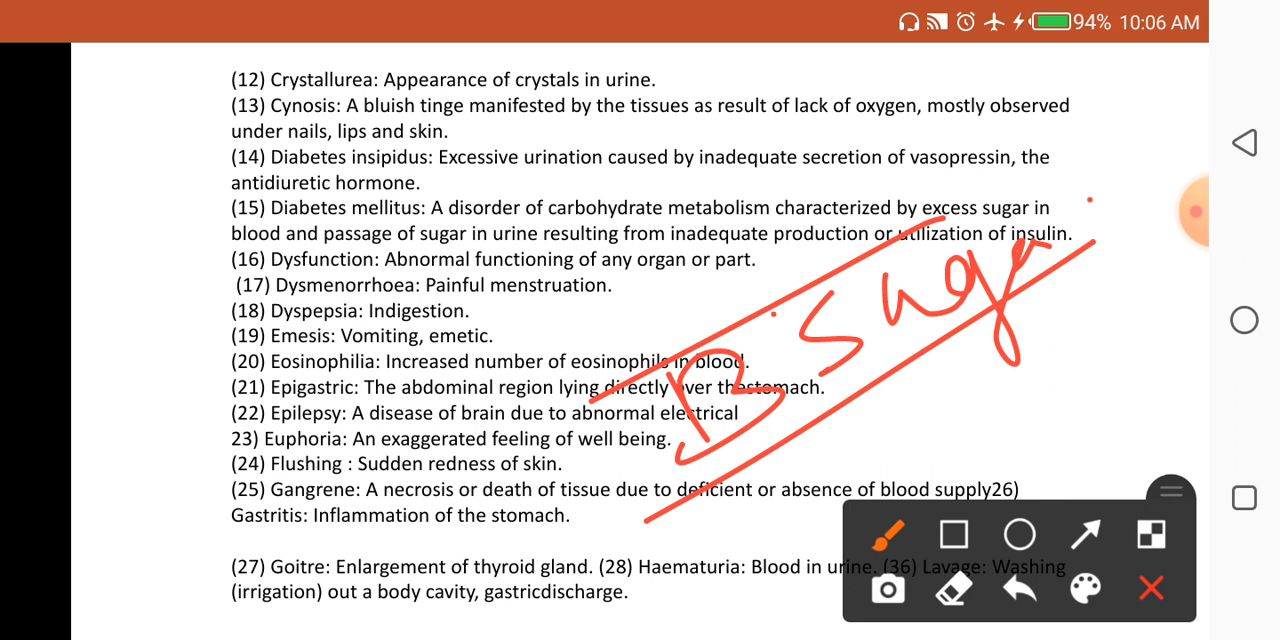 94% 10:06 AM
(12) Crystallurea: Appearance of crystals in urine.
(13) Cynosis: A bluish tinge manifested by the tissues as result of lack of oxygen, mostly observed
under nails, lips and skin.
(14) Diabetes insipidus: Excessive urination caused by inadequate secretion of vasopressin, the
antidiuretic hormone.
(15) Diabetes mellitus: A disorder of carbohydrate metabolism characterized by excess sugar in
blood and passage of sugar in urine resulting from inadequate production or utilization of insulin.
(16) Dysfunction: Abnormal functioning of any organ or part.
(17) Dysmenorrhoea: Painful menstruation.
(18) Dyspepsia: Indigestion.
(19) Emesis: Vomiting, emetic.
(20) Eosinophilia: Increased number of eosinophils in blood.
(21) Epigastric: The abdominal region lying directly over thestomach.
(22) Epilepsy: A disease of brain due to abnormal electrical
23) Euphoria: An exaggerated feeling of well being.
(24) Flushing : Sudden redness of skin.
(25) Gangrene: A necrosis or death of tissue due to deficient or absence of blood supply26)
Gastritis: Inflammation of the stomach.
(27) Goitre: Enlargement of thyroid gland. (28) Haematuria: Blood in urine. (36) Lavage: Washing
(irrigation) out a body cavity, gastricdischarge.
B Sugar